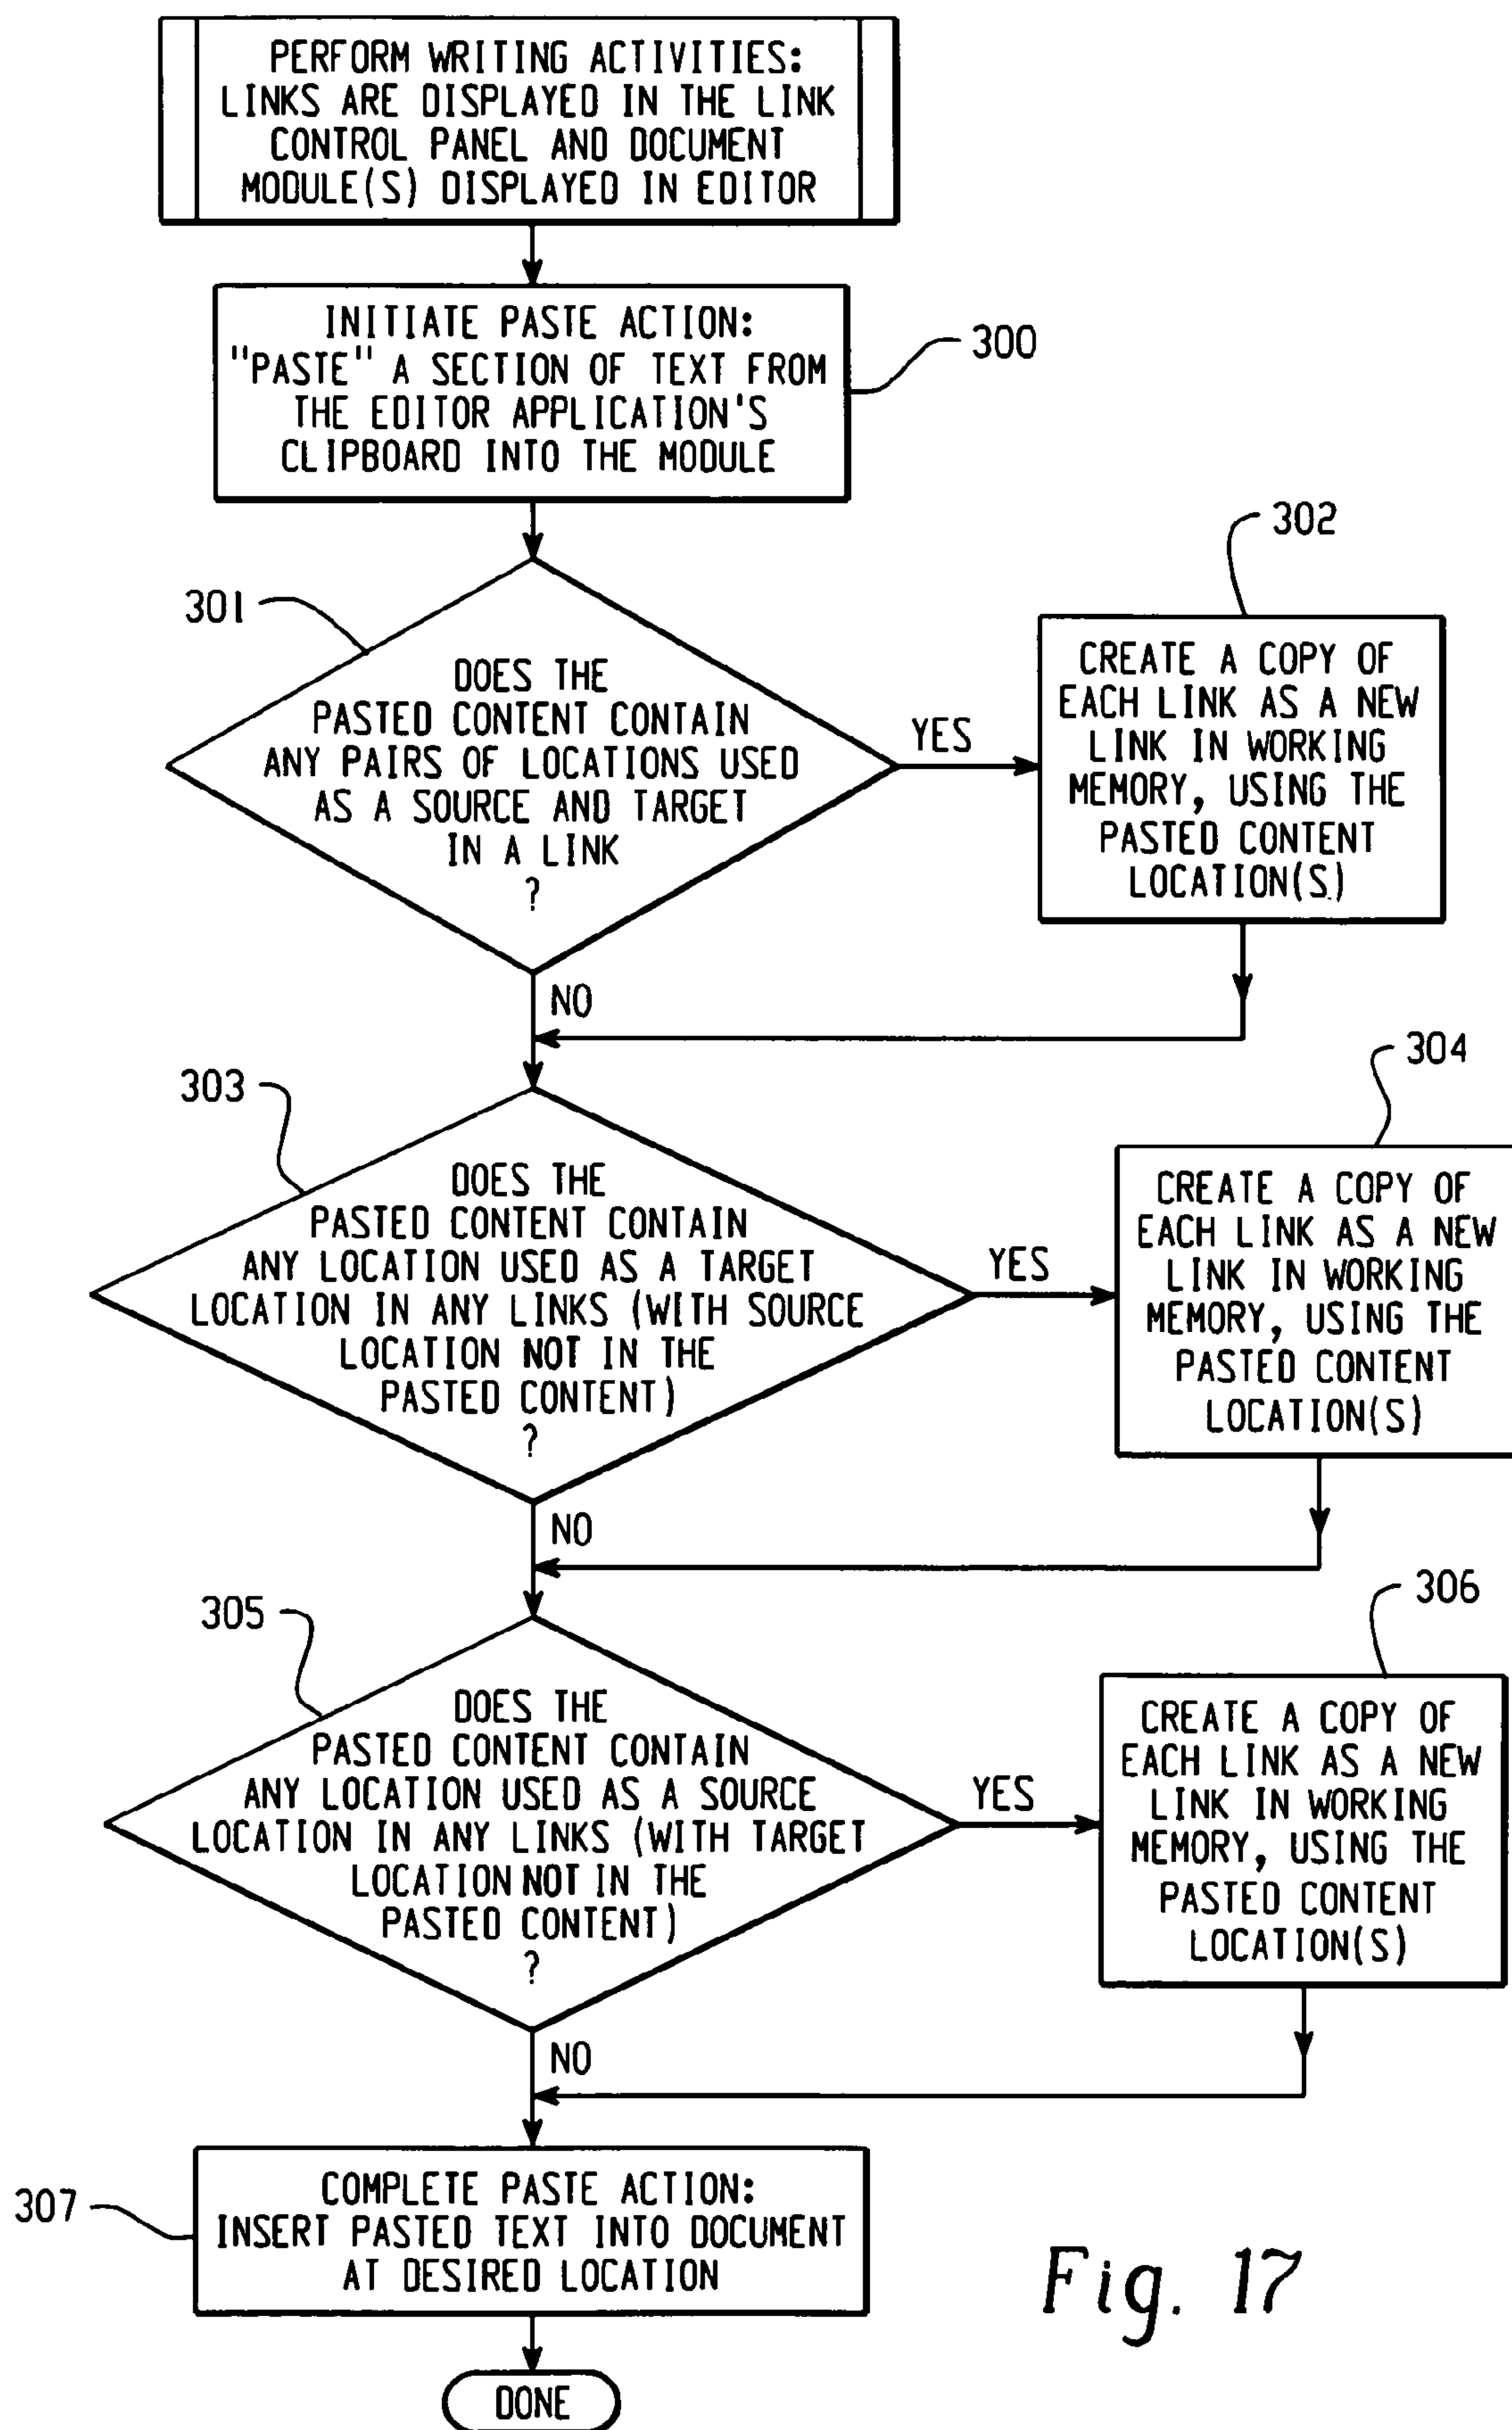 PERFORM WRITING ACTIVITIES:
LINKS ARE DISPLAYED IN THE LINK
CONTROL PANEL AND DOCUMENT
MODULE(S) DISPLAYED IN EDITOR
INITIATE PASTE ACTION:
"PASTE" A SECTION OF TEXT FROM
THE EDITOR APPLICATION'S
CLIPBOARD INTO THE MODULE
300
301
DOES THE
PASTED CONTENT CONTAIN
ANY PAIRS OF LOCATIONS USED
AS A SOURCE AND TARGET
IN A LINK
?
YES
NO
302
CREATE A COPY OF
EACH LINK AS A NEW
LINK IN WORKING
MEMORY, USING THE
PASTED CONTENT
LOCATION(S)
303
DOES THE
PASTED CONTENT CONTAIN
ANY LOCATION USED AS A TARGET
LOCATION IN ANY LINKS (WITH SOURCE
LOCATION NOT IN THE
PASTED CONTENT)
?
YES
NO
304
CREATE A COPY OF
EACH LINK AS A NEW
LINK IN WORKING
MEMORY, USING THE
PASTED CONTENT
LOCATION(S)
305
DOES THE
PASTED CONTENT CONTAIN
ANY LOCATION USED AS A SOURCE
LOCATION IN ANY LINKS (WITH TARGET
LOCATION NOT IN THE
PASTED CONTENT)
?
YES
NO
306
CREATE A COPY OF
EACH LINK AS A NEW
LINK IN WORKING
MEMORY, USING THE
PASTED CONTENT
LOCATION(S)
307
COMPLETE PASTE ACTION:
INSERT PASTED TEXT INTO DOCUMENT
AT DESIRED LOCATION
DONE
Fig. 17